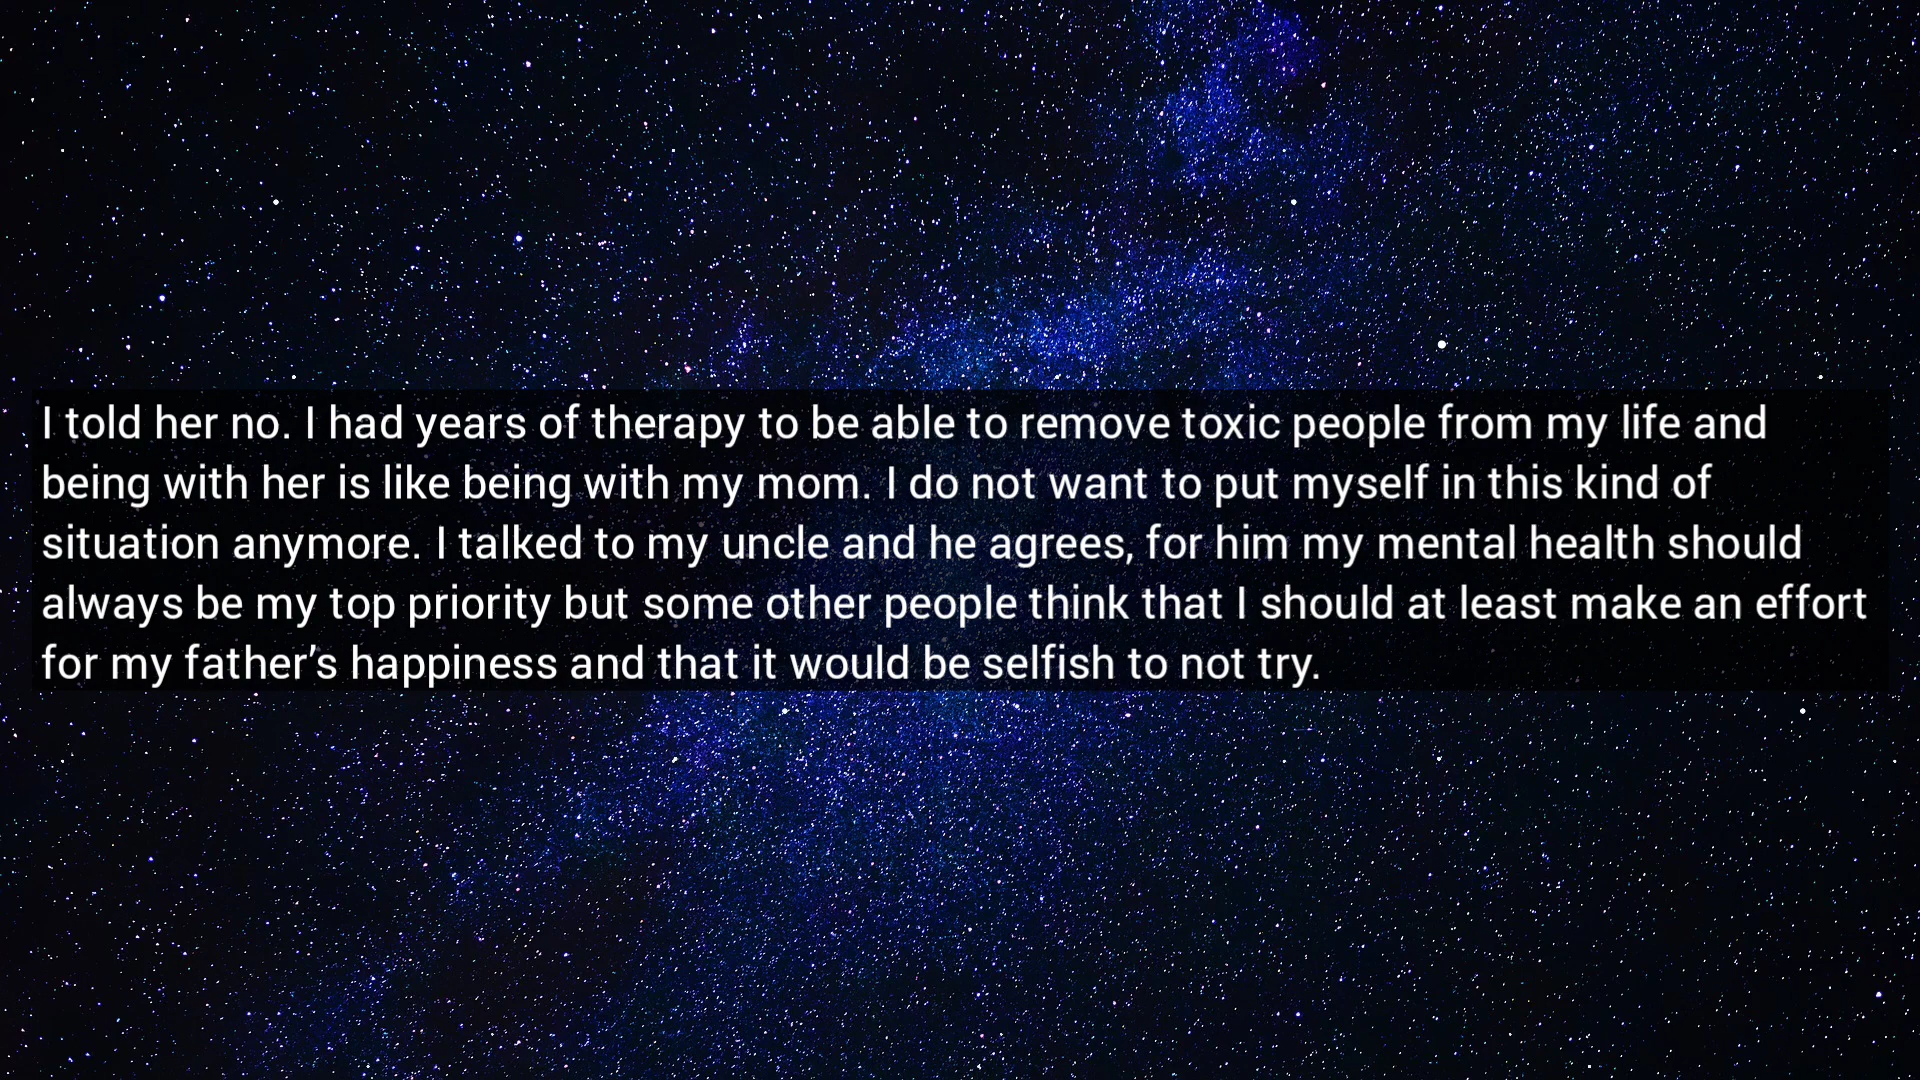 I told her no. I had years of therapy to be able to remove toxic people from my life and
being with her is like being with my mom. I do not want to put myself in this kind of
situation anymore. I talked to my uncle and he agrees, for him my mental health should
always be my top priority but some other people think that I should at least make an effort
for my father’s happiness and that it would be selfish to not try.